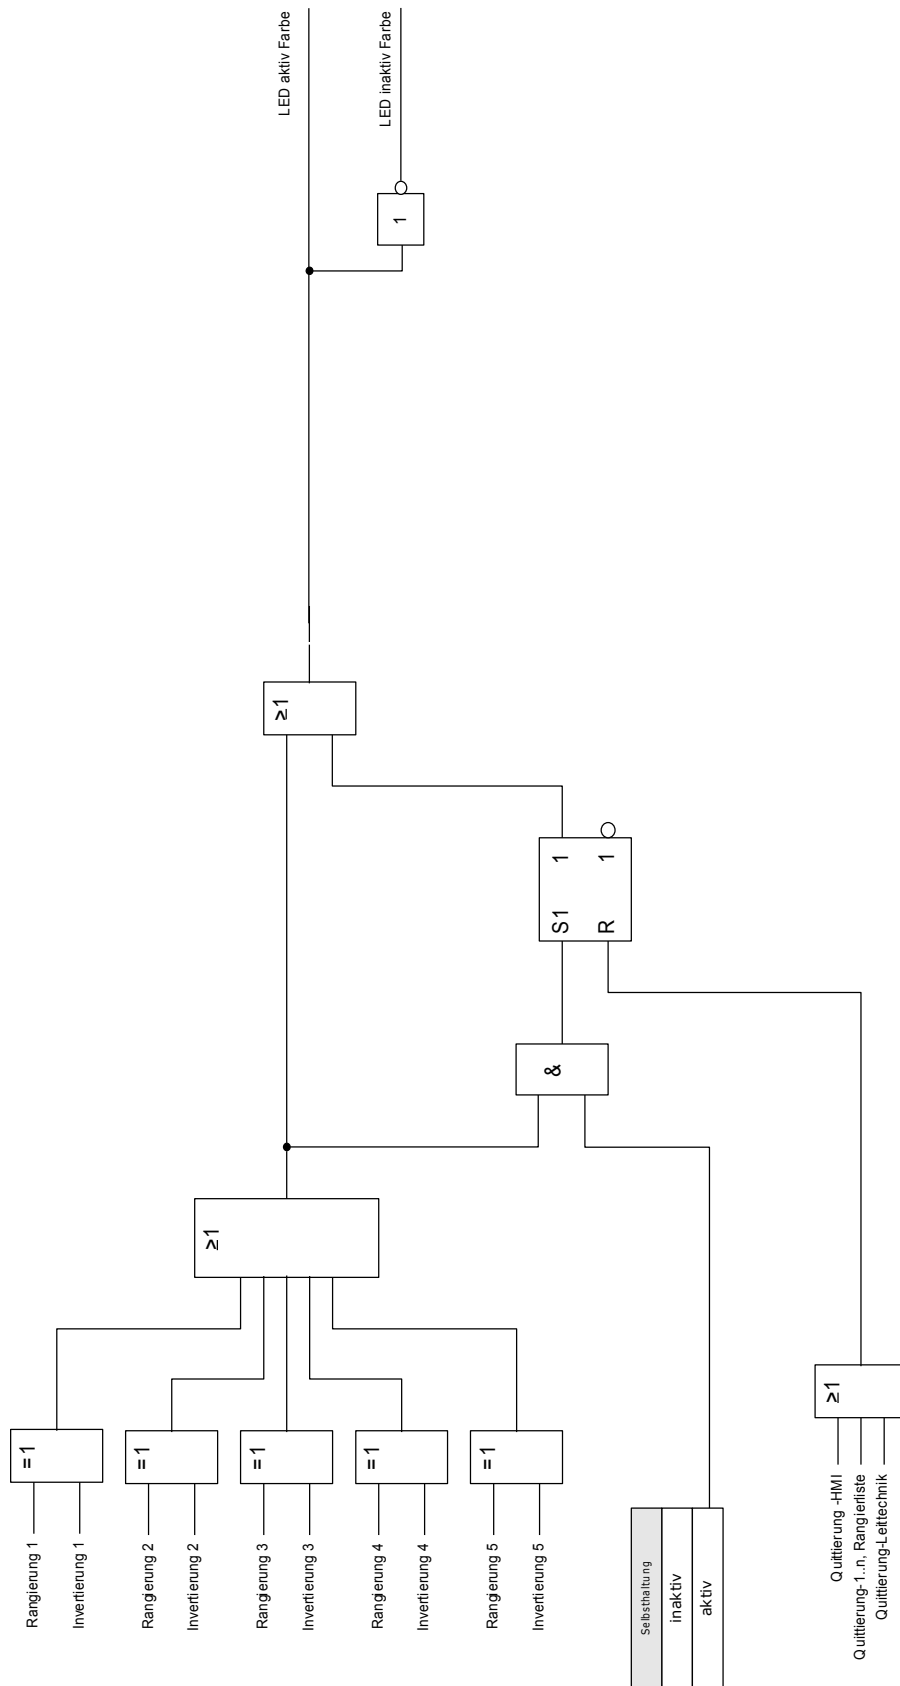 Rangierung 1
Invertierung 1
=1
Rangierung 2
Invertierung 2
=1
Rangierung 3
Invertierung 3
=1
Rangierung 4
Invertierung 4
=1
Rangierung 5
Invertierung 5
=1
≥1
Selbsthaltung
inaktiv
aktiv
&
S1 1
R 1
Quittierung -HMI
Quittierung-1..n, Rangierliste
Quittierung-Leittechnik
≥1
≥1
1
LED aktiv Farbe
LED inaktiv Farbe